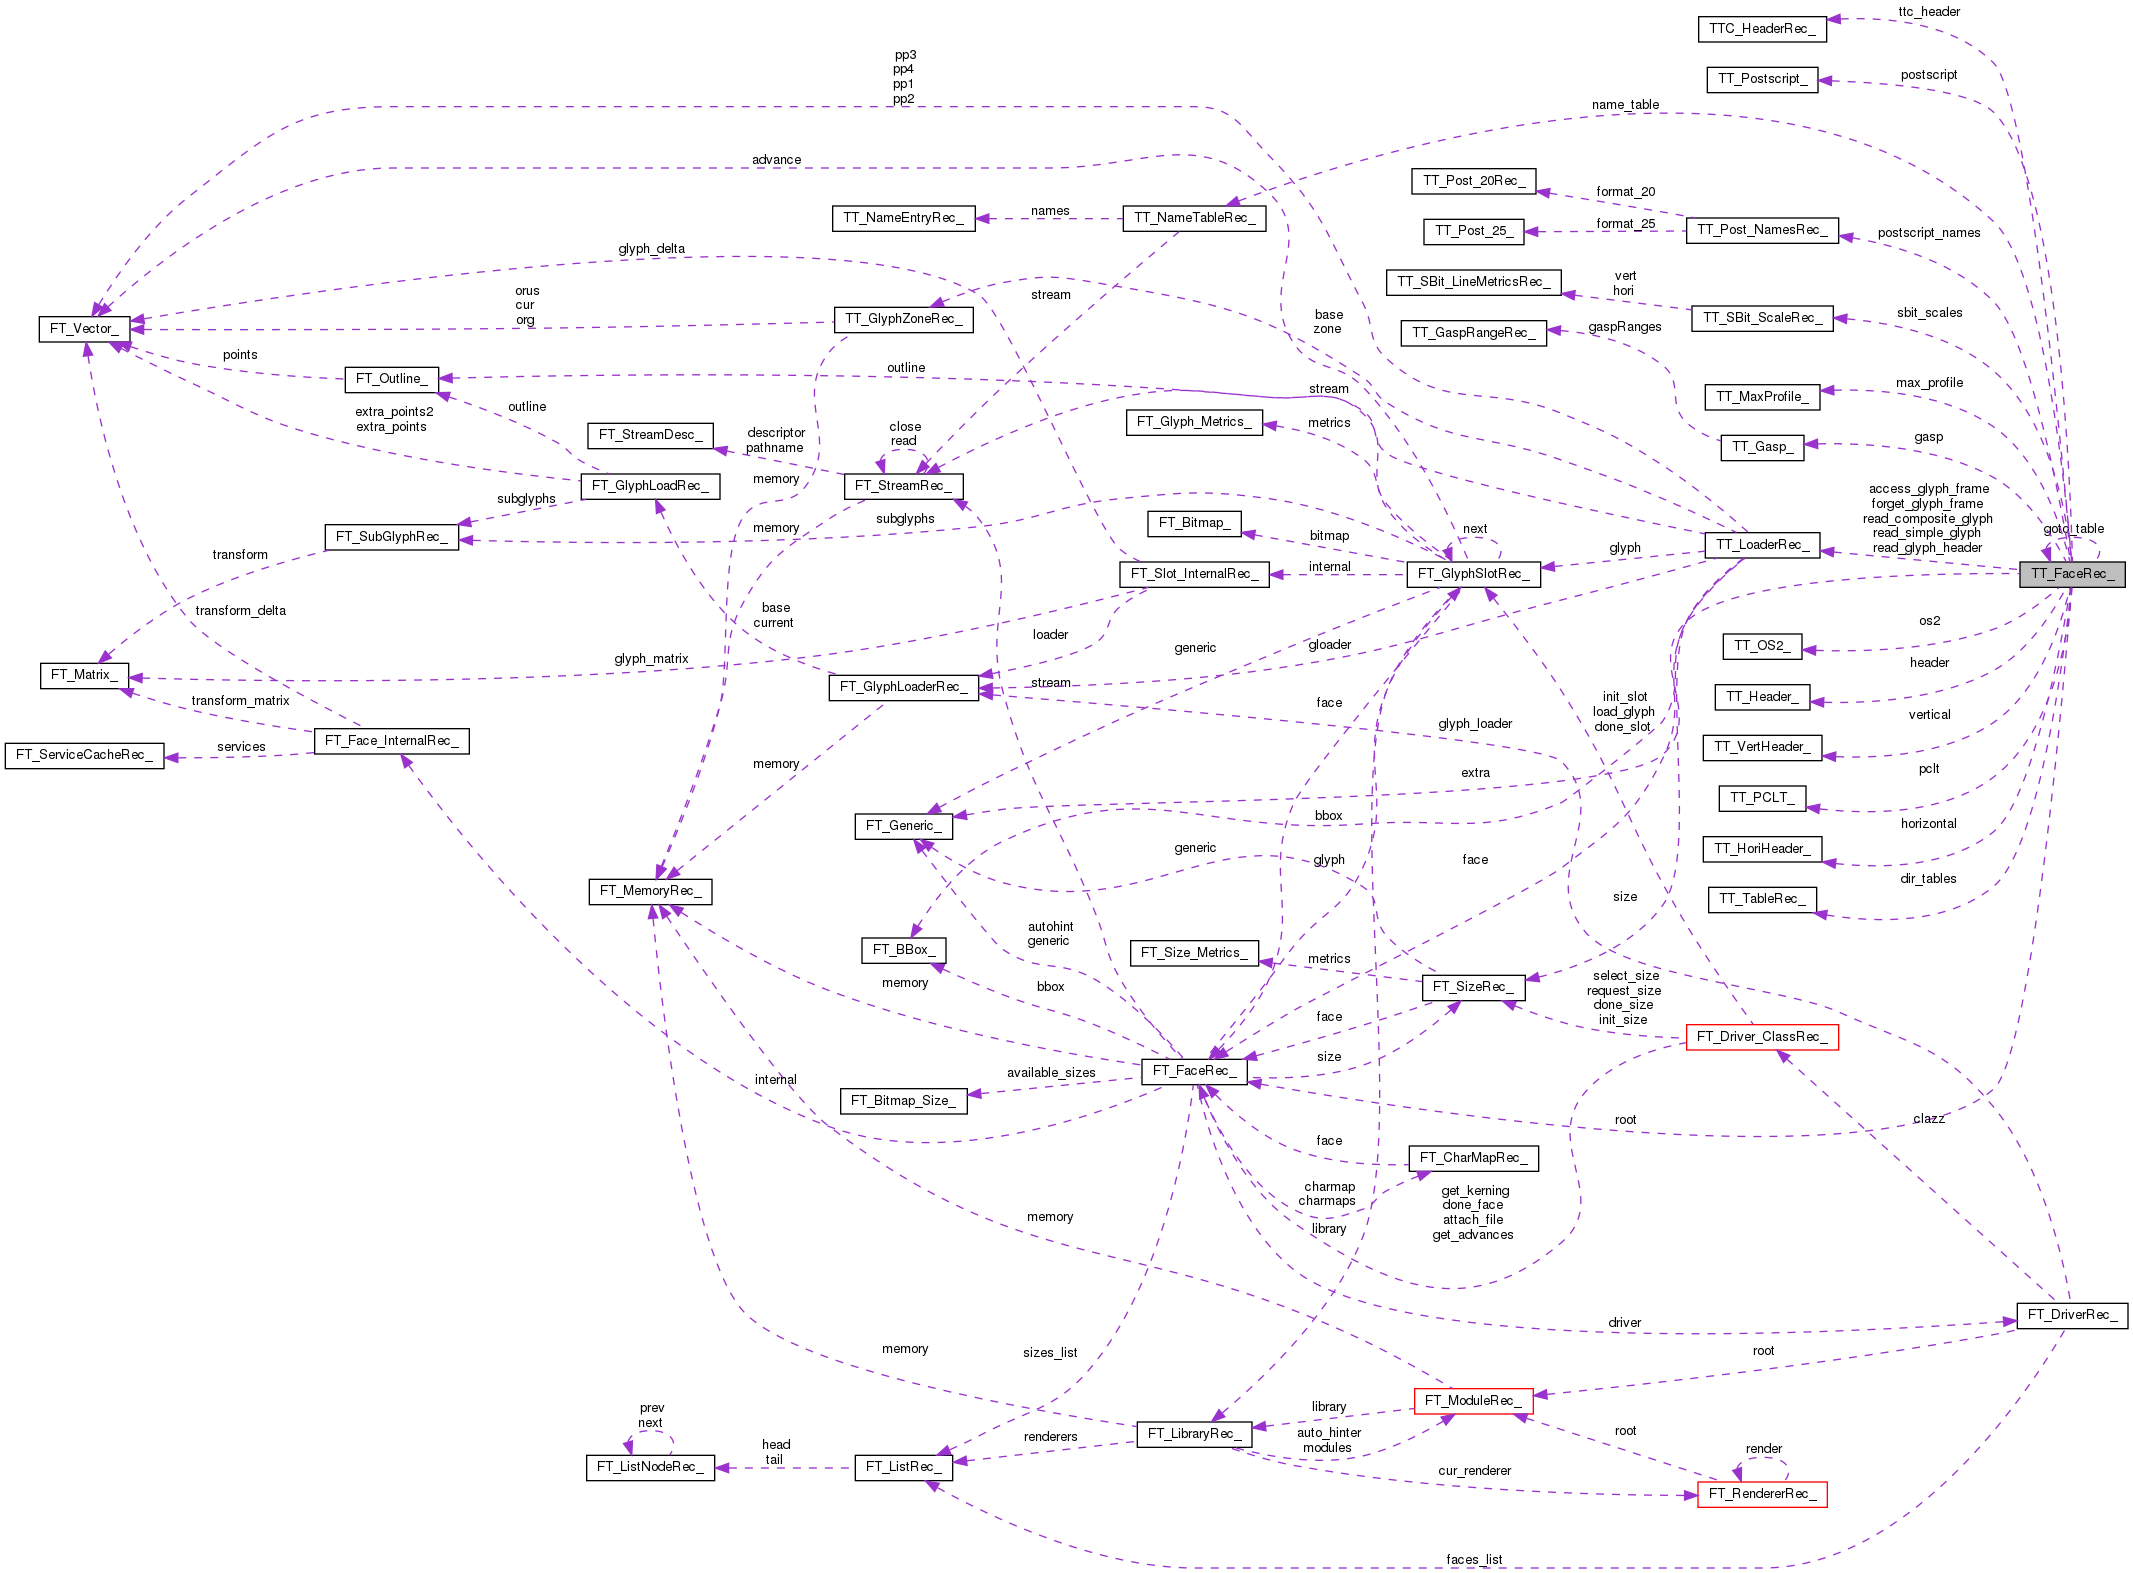 ttc_header
TTC_HeaderRec_
pp3
pp4
pp1
pp2
TT_Postscript_
postscript
name_table
advance
TT_Post_20Rec_
format_20
TT_NameEntryRec_
names
TT_NameTableRec_
TT_Post_25_
format_25
TT_Post_NamesRec_
postscript_names
glyph_delta
TT_SBit_LineMetricsRec_
vert
hori
stream
orus
cur
org
FT_Vector_
TT_GlyphZoneRec_
base
zone
TT_GaspRangeRec_
gaspRanges
TT_SBit_ScaleRec_
sbit_scales
points
FT_Outline_
outline
stream
TT_MaxProfile_
max_profile
extra_points2
extra_points
outline
FT_StreamDesc_
descriptor
pathname
close
read
FT_Glyph_Metrics_
metrics
TT_Gasp_
gasp
FT_GlyphLoadRec_
memory
FT_StreamRec_
subglyphs
access_glyph_frame
forget_glyph_frame
read_composite_glyph
read_simple_glyph
read_glyph_header
goto_table
FT_SubGlyphRec_
memory
subglyphs
FT_Bitmap_
bitmap
next
TT_LoaderRec_
transform
glyph
FT_Slot_InternalRec_
internal
FT_GlyphSlotRec_
TT_FaceRec_
transform_delta
base
current
loader
generic
gloader
TT_OS2_
os2
FT_Matrix_
glyph_matrix
FT_GlyphLoaderRec_
stream
face
init_slot
load_glyph
done_slot
TT_Header_
header
transform_matrix
glyph_loader
FT_ServiceCacheRec_
services
FT_Face_InternalRec_
TT_VertHeader_
vertical
memory
extra
TT_PCLT_
pclt
FT_Generic_
bbox
generic
glyph
face
TT_HoriHeader_
horizontal
FT_MemoryRec_
size
TT_TableRec_
dir_tables
autohint
generic
FT_BBox_
FT_Size_Metrics_
metrics
FT_SizeRec_
select_size
request_size
done_size
init_size
memory
bbox
face
FT_Driver_ClassRec_
size
internal
available_sizes
FT_FaceRec_
FT_Bitmap_Size_
root
clazz
face
FT_CharMapRec_
charmap
charmaps
library
get_kerning
done_face
attach_file
get_advances
memory
driver
FT_DriverRec_
memory
sizes_list
root
prev
next
library
FT_ModuleRec_
FT_LibraryRec_
auto_hinter
modules
root
head
tail
renderers
FT_ListNodeRec_
FT_ListRec_
cur_renderer
render
FT_RendererRec_
faces_list